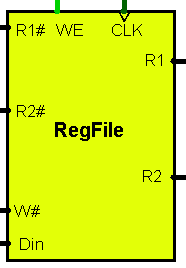 R1# WE CLK
R1
R2#
RegFile
R2
W#
Din